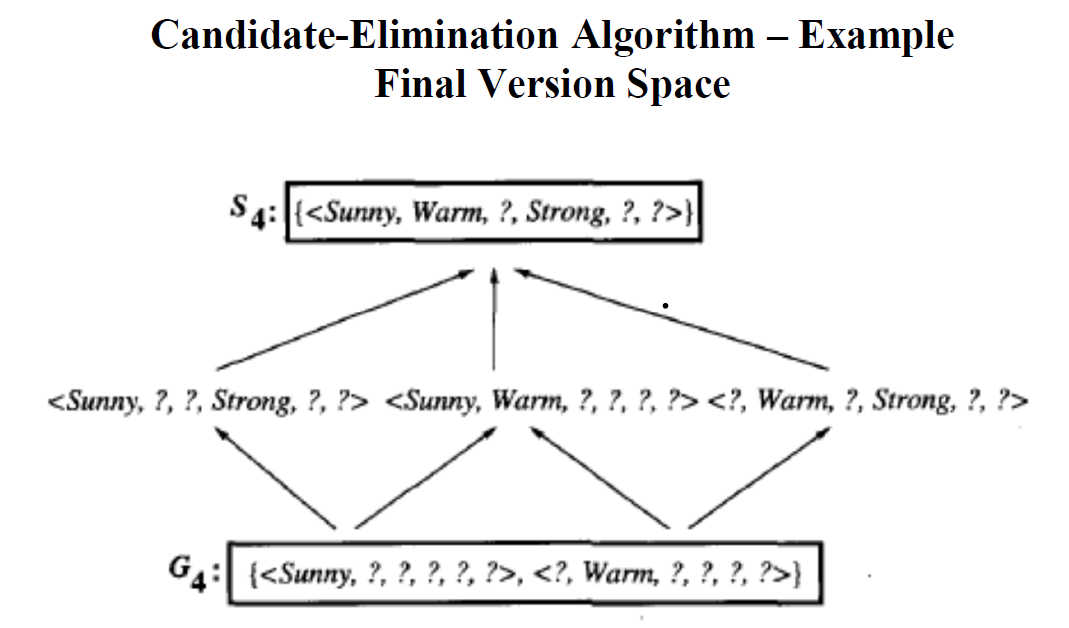 Candidate-Elimination Algorithm – Example
Final Version Space
S4: {<Sunny, Warm, ?, Strong, ?, ?>}
<Sunny, ?, ?, Strong, ?, ?> <Sunny, Warm, ?, ?, ?, ?> <?, Warm, ?, Strong, ?, ?>
G4: {<Sunny, ?, ?, ?, ?, ?>, <?, Warm, ?, ?, ?, ?>}